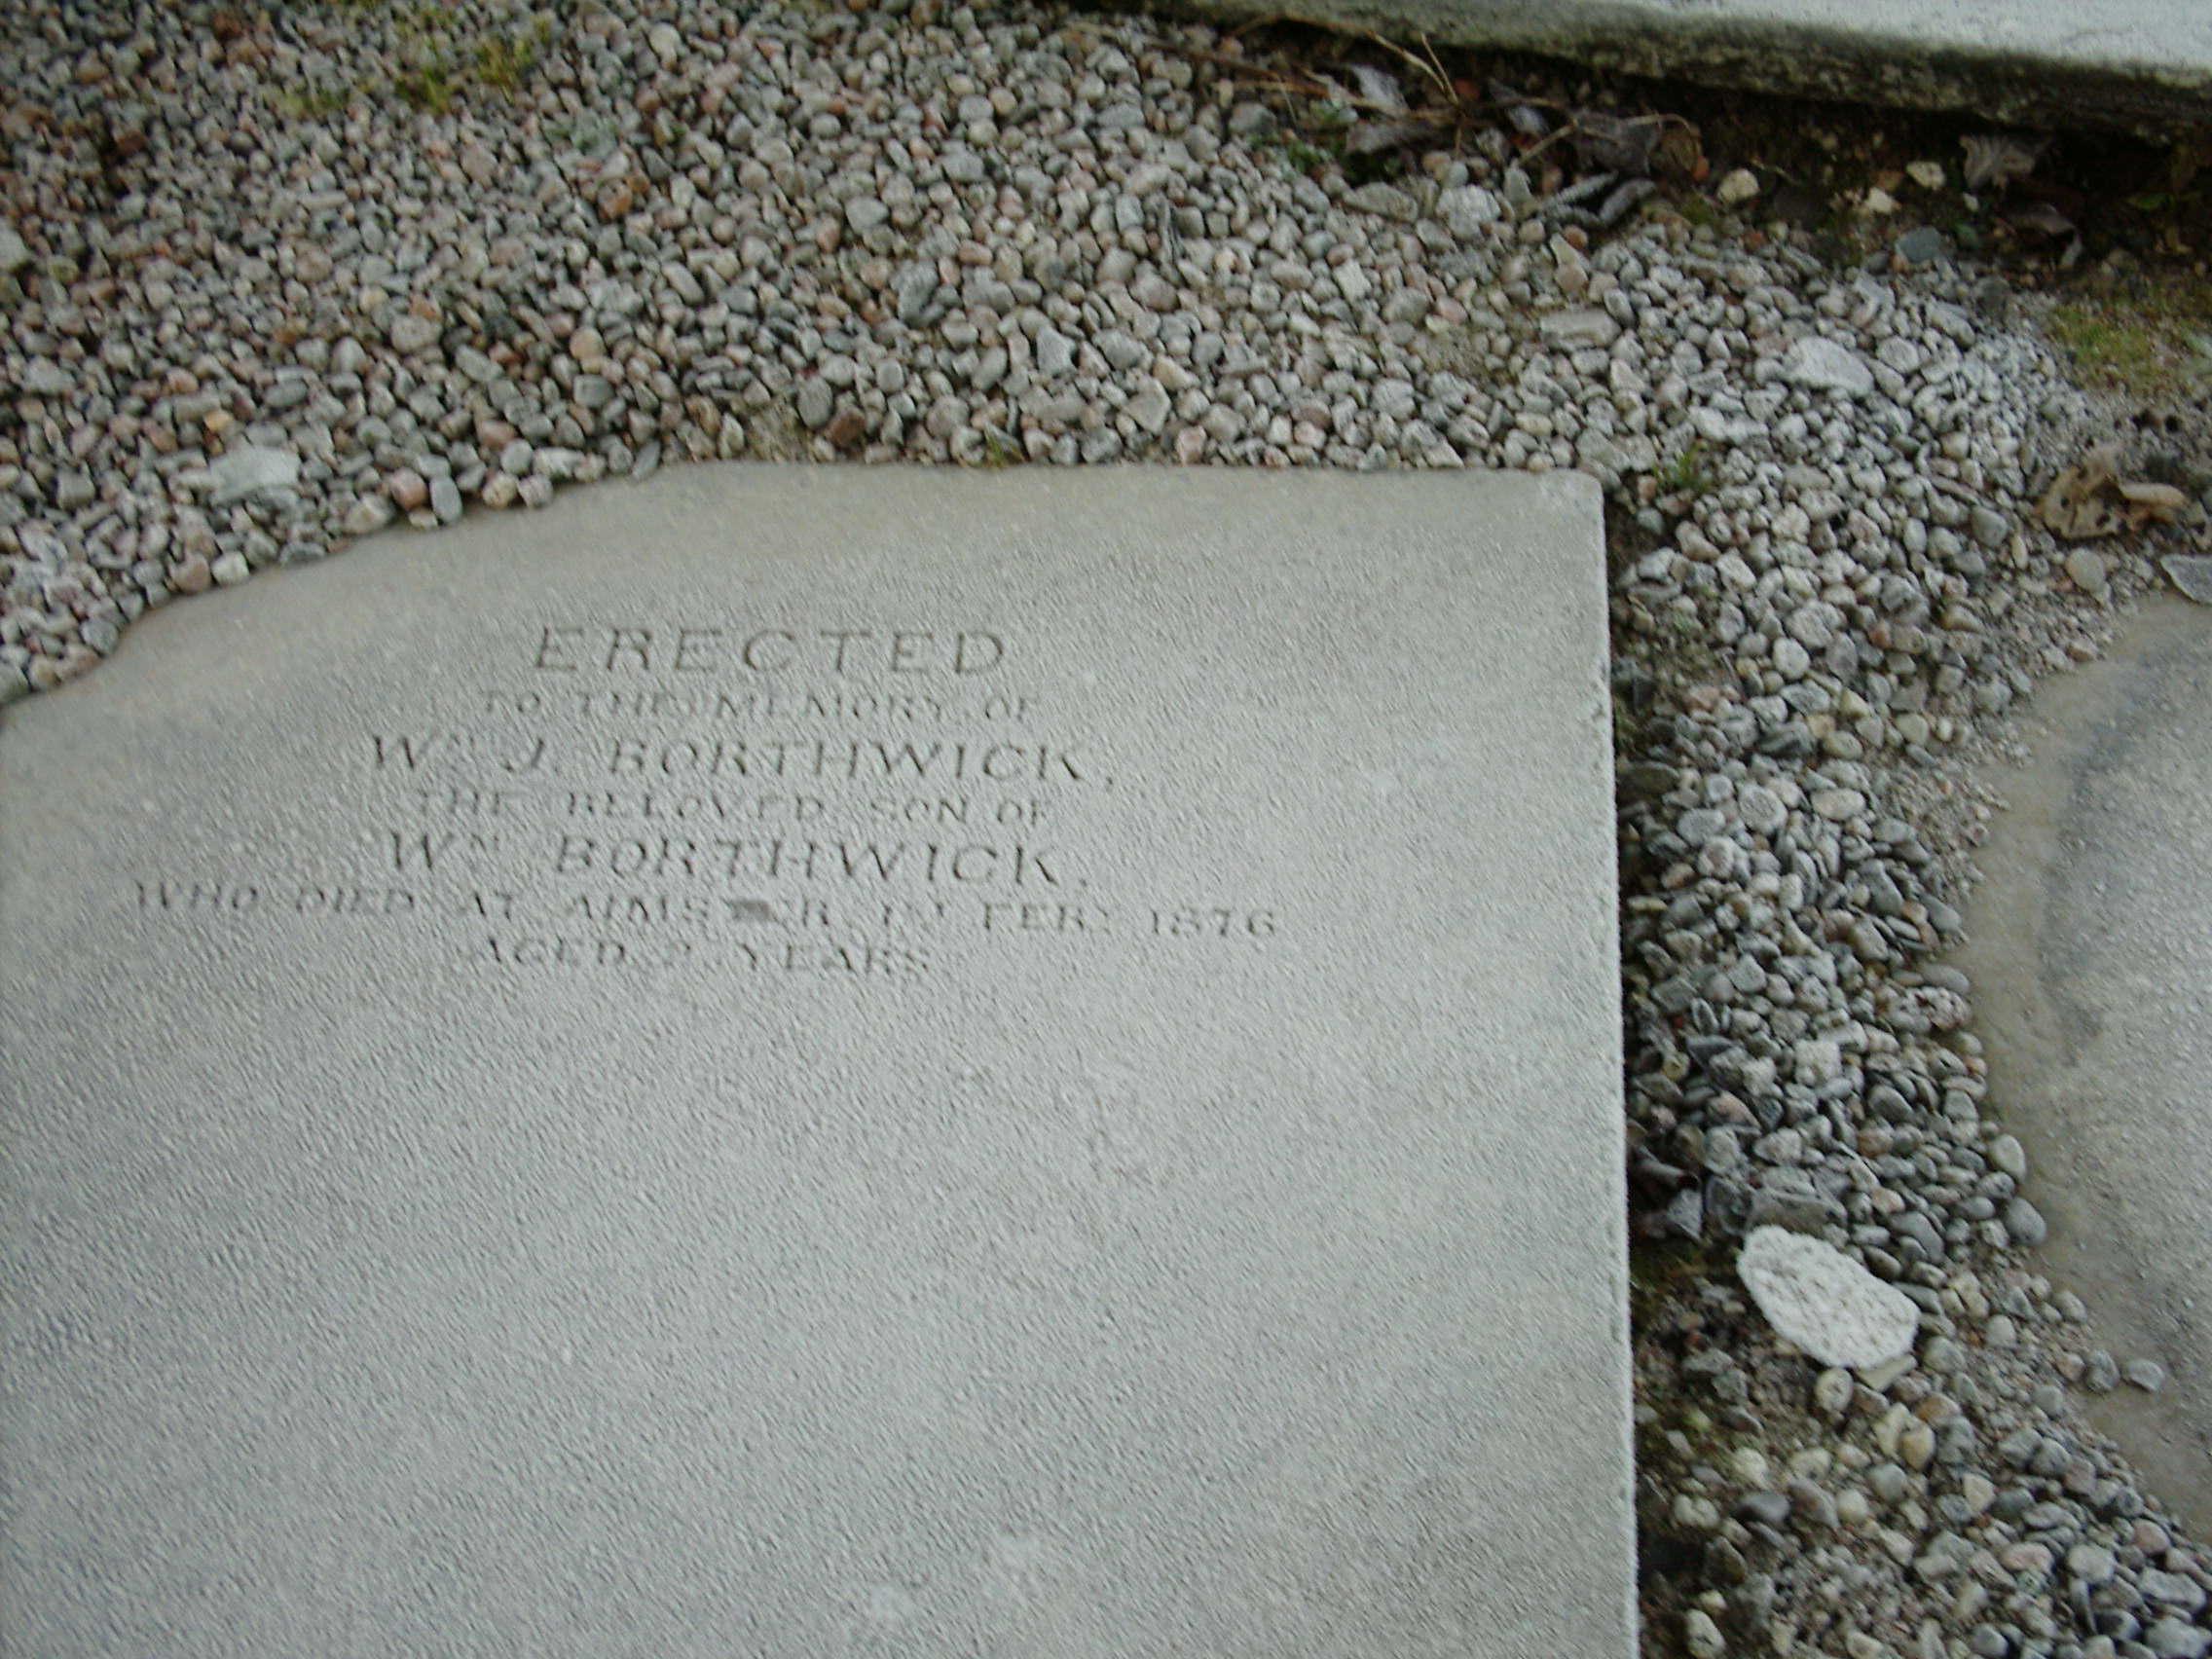 ERECTED
TO THE MEMORY OF
Wᴹ J. BORTHWICK,
THE BELOVED SON OF
Wᴹ BORTHWICK,
WHO DIED AT IN FEBY 1876
AGED YEARS